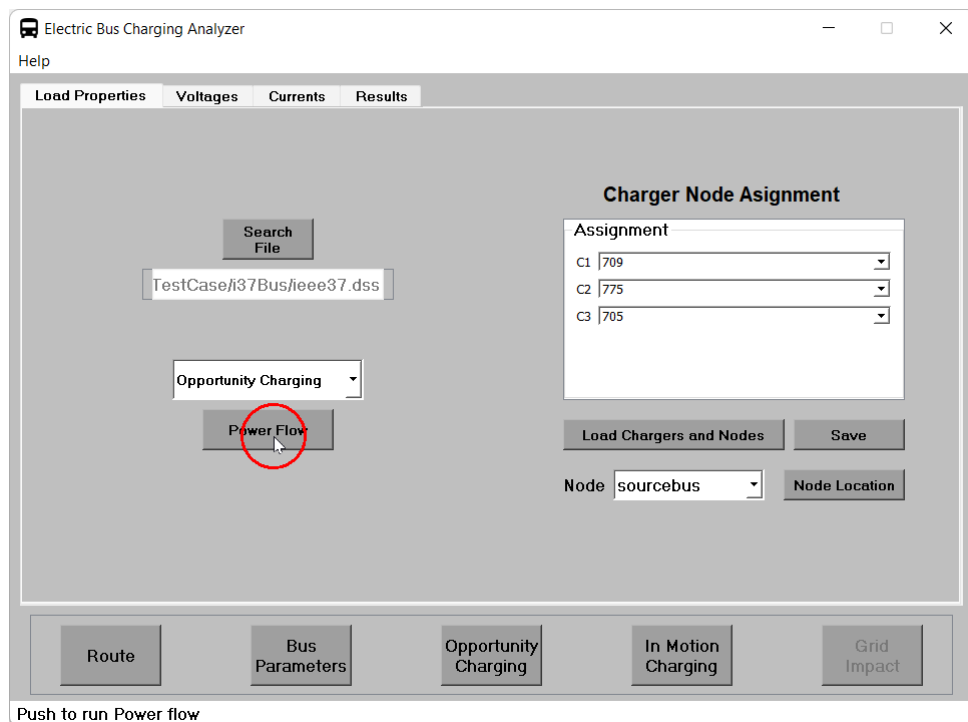 Electric Bus Charging Analyzer
Help
Load Properties Voltages Currents Results
Charger Node Asignment
Search
File
TestCase/i37Bus/ieee37.dss
Assignment
C1 709
C2 775
C3 705
Opportunity Charging
Power Flow
Load Chargers and Nodes Save
Node sourcebus Node Location
Route
Bus
Parameters
Opportunity
Charging
In Motion
Charging
Grid
Impact
Push to run Power flow